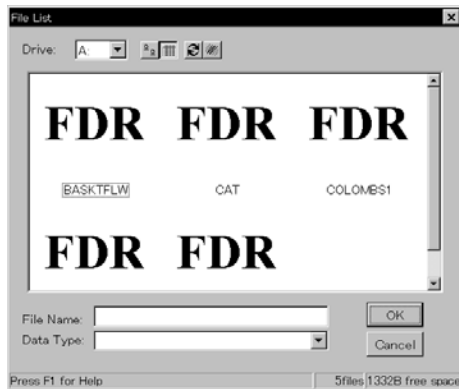 File List
Drive: A:
FDR FDR FDR
BASKTFLW CAT COLOMBS1
FDR FDR
File Name: OK
Data Type: Cancel
Press F1 for Help 5files 1332B free space